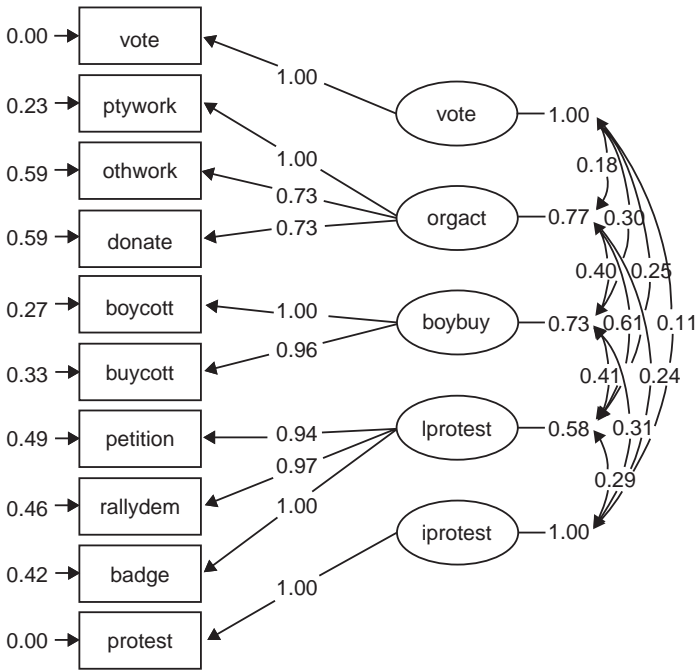 0.00 vote
1.00
vote 1.00
0.23 ptywork
1.00
0.18
0.59 othwork
0.73
orgact 0.77 0.30
0.59 donate
0.73
0.40 0.25
0.27 boycott
1.00
boybuy 0.73 0.61 0.11
0.33 buycott
0.96
0.41 0.24
0.49 petition
0.94
lprotest 0.58 0.31
0.97
0.46 rallydem
1.00
0.29
iprotest 1.00
0.42 badge
1.00
0.00 protest